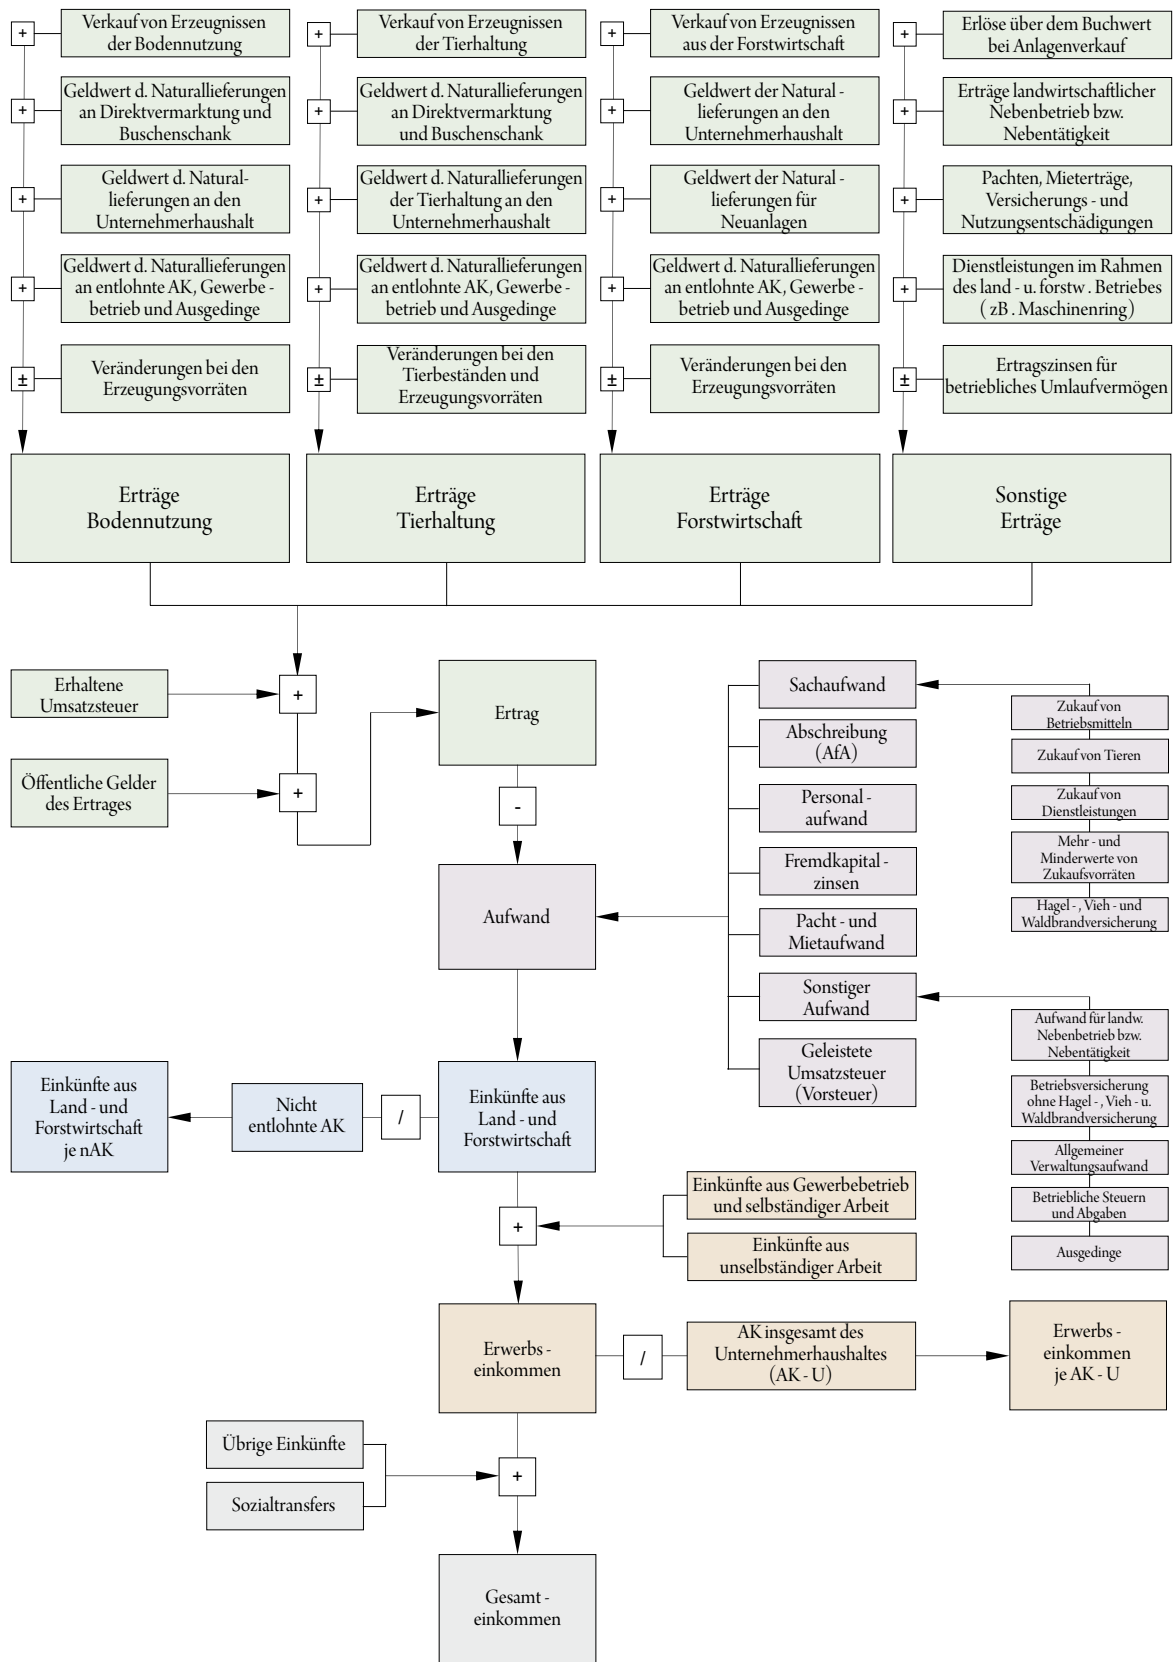 +
Verkauf von Erzeugnissen
der Bodennutzung
+
Geldwert d. Naturallieferungen
an Direktvermarktung und
Buschenschank
+
Geldwert d. Natural-
lieferungen an den
Unternehmerhaushalt
+
Geldwert d. Naturallieferungen
an entlohnte AK, Gewerbe -
betrieb und Ausgedinge
±
Veränderungen bei den
Erzeugungsvorräten
Erträge
Bodennutzung
+
Verkauf von Erzeugnissen
der Tierhaltung
+
Geldwert d. Naturallieferungen
an Direktvermarktung
und Buschenschank
+
Geldwert d. Naturallieferungen
der Tierhaltung an den
Unternehmerhaushalt
+
Geldwert d. Naturallieferungen
an entlohnte AK, Gewerbe -
betrieb und Ausgedinge
±
Veränderungen bei den
Tierbeständen und
Erzeugungsvorräten
Erträge
Tierhaltung
+
Verkauf von Erzeugnissen
aus der Forstwirtschaft
+
Geldwert der Natural -
lieferungen an den
Unternehmerhaushalt
+
Geldwert der Natural -
lieferungen für
Neuanlagen
+
Geldwert d. Naturallieferungen
an entlohnte AK, Gewerbe -
betrieb und Ausgedinge
±
Veränderungen bei den
Erzeugungsvorräten
Erträge
Forstwirtschaft
+
Erlöse über dem Buchwert
bei Anlagenverkauf
+
Erträge landwirtschaftlicher
Nebenbetrieb bzw.
Nebentätigkeit
+
Pachten, Mieterträge,
Versicherungs - und
Nutzungsentschädigungen
+
Dienstleistungen im Rahmen
des land - u. forstw . Betriebes
( zB . Maschinenring)
±
Ertragszinsen für
betriebliches Umlaufvermögen
Sonstige
Erträge
Erhaltene
Umsatzsteuer
+
Öffentliche Gelder
des Ertrages
+
Ertrag
-
Aufwand
Sachaufwand
Abschreibung
(AfA)
Personal -
aufwand
Fremdkapital -
zinsen
Pacht - und
Mietaufwand
Sonstiger
Aufwand
Geleistete
Umsatzsteuer
(Vorsteuer)
Zukauf von
Betriebsmitteln
Zukauf von Tieren
Zukauf von
Dienstleistungen
Mehr - und
Minderwerte von
Zukaufsvorräten
Hagel - , Vieh - und
Waldbrandversicherung
Aufwand für landw.
Nebenbetrieb bzw.
Nebentätigkeit
Betriebsversicherung
ohne Hagel - , Vieh - u.
Waldbrandversicherung
Allgemeiner
Verwaltungsaufwand
Betriebliche Steuern
und Abgaben
Ausgedinge
Einkünfte aus
Land - und
Forstwirtschaft
je nAK
Nicht
entlohnte AK
/
Einkünfte aus
Land - und
Forstwirtschaft
+
Einkünfte aus Gewerbebetrieb
und selbständiger Arbeit
Einkünfte aus
unselbständiger Arbeit
Erwerbs -
einkommen
/
AK insgesamt des
Unternehmerhaushaltes
(AK - U)
Erwerbs -
einkommen
je AK - U
Übrige Einkünfte
Sozialtransfers
+
Gesamt -
einkommen